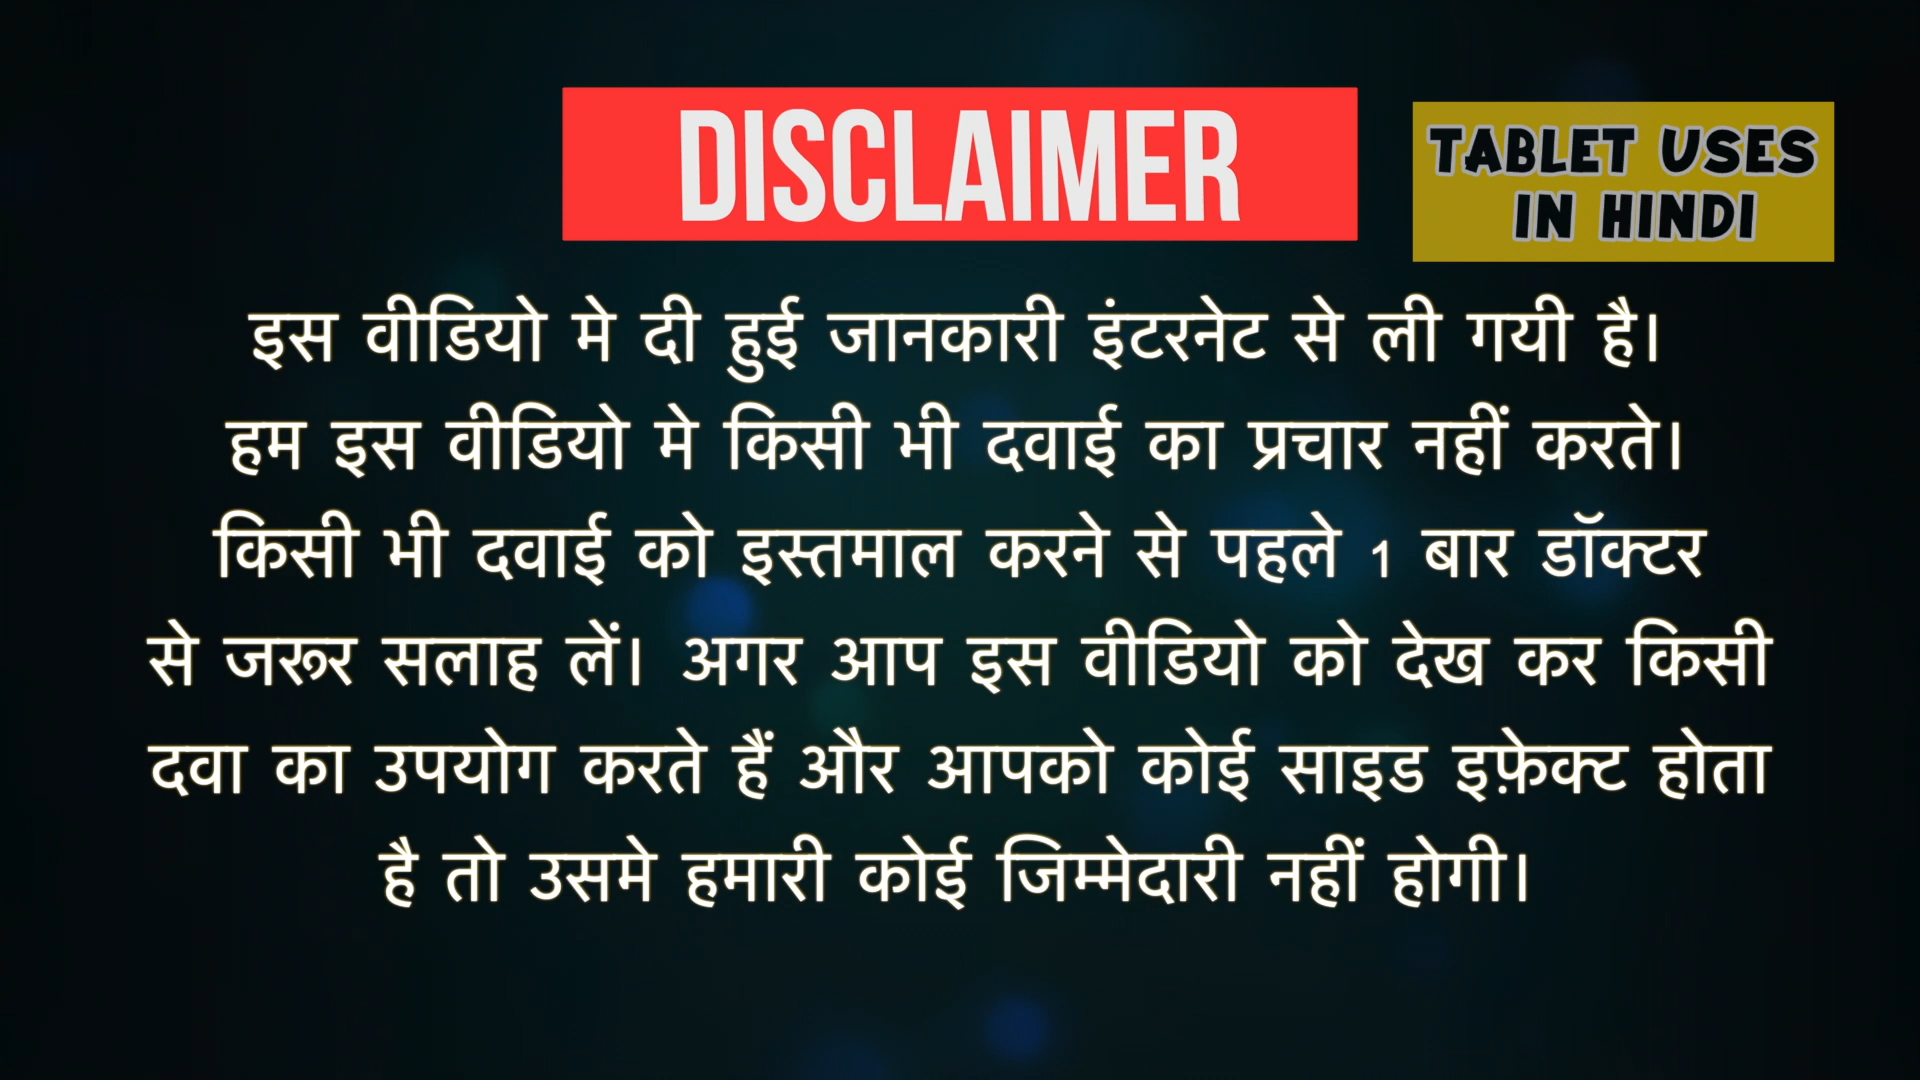 DISCLAIMER
TABLET USES
IN HINDI
इस वीडियो मे दी हुई जानकारी इंटरनेट से ली गयी है।
हम इस वीडियो मे किसी भी दवाई का प्रचार नहीं करते।
किसी भी दवाई को इस्तमाल करने से पहले 1 बार डॉक्टर
से जरूर सलाह लें। अगर आप इस वीडियो को देख कर किसी
दवा का उपयोग करते हैं और आपको कोई साइड इफ़ेक्ट होता
है तो उसमे हमारी कोई जिम्मेदारी नहीं होगी।